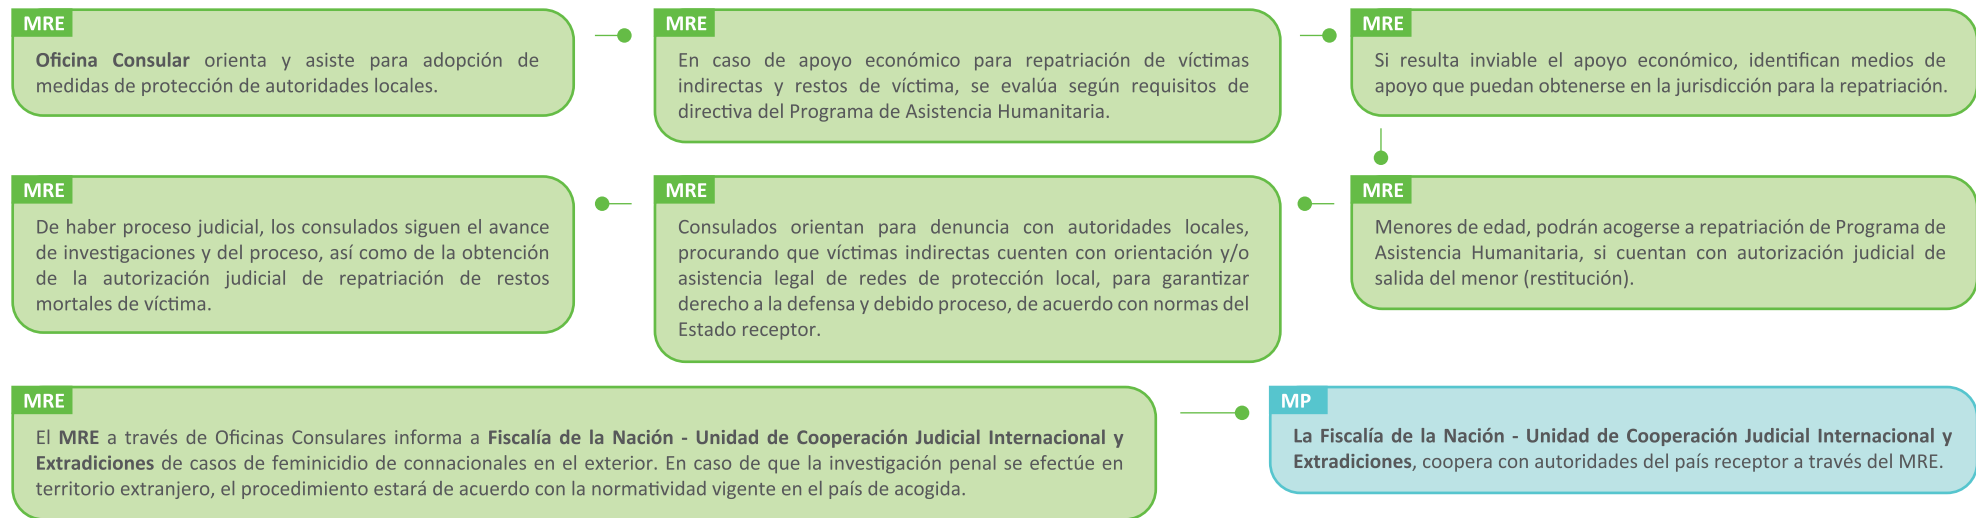 MRE
Oficina Consular orienta y asiste para adopción de
medidas de protección de autoridades locales.
MRE
En caso de apoyo económico para repatriación de víctimas
indirectas y restos de víctima, se evalúa según requisitos de
directiva del Programa de Asistencia Humanitaria.
MRE
Si resulta inviable el apoyo económico, identifican medios de
apoyo que puedan obtenerse en la jurisdicción para la repatriación.
MRE
Menores de edad, podrán acogerse a repatriación de Programa de
Asistencia Humanitaria, si cuentan con autorización judicial de
salida del menor (restitución).
MRE
Consulados orientan para denuncia con autoridades locales,
procurando que víctimas indirectas cuenten con orientación y/o
asistencia legal de redes de protección local, para garantizar
derecho a la defensa y debido proceso, de acuerdo con normas del
Estado receptor.
MRE
De haber proceso judicial, los consulados siguen el avance
de investigaciones y del proceso, así como de la obtención
de la autorización judicial de repatriación de restos
mortales de víctima.
MRE
El MRE a través de Oficinas Consulares informa a Fiscalía de la Nación - Unidad de Cooperación Judicial Internacional y
Extradiciones de casos de feminicidio de connacionales en el exterior. En caso de que la investigación penal se efectúe en
territorio extranjero, el procedimiento estará de acuerdo con la normatividad vigente en el país de acogida.
MP
La Fiscalía de la Nación - Unidad de Cooperación Judicial Internacional y
Extradiciones, coopera con autoridades del país receptor a través del MRE.